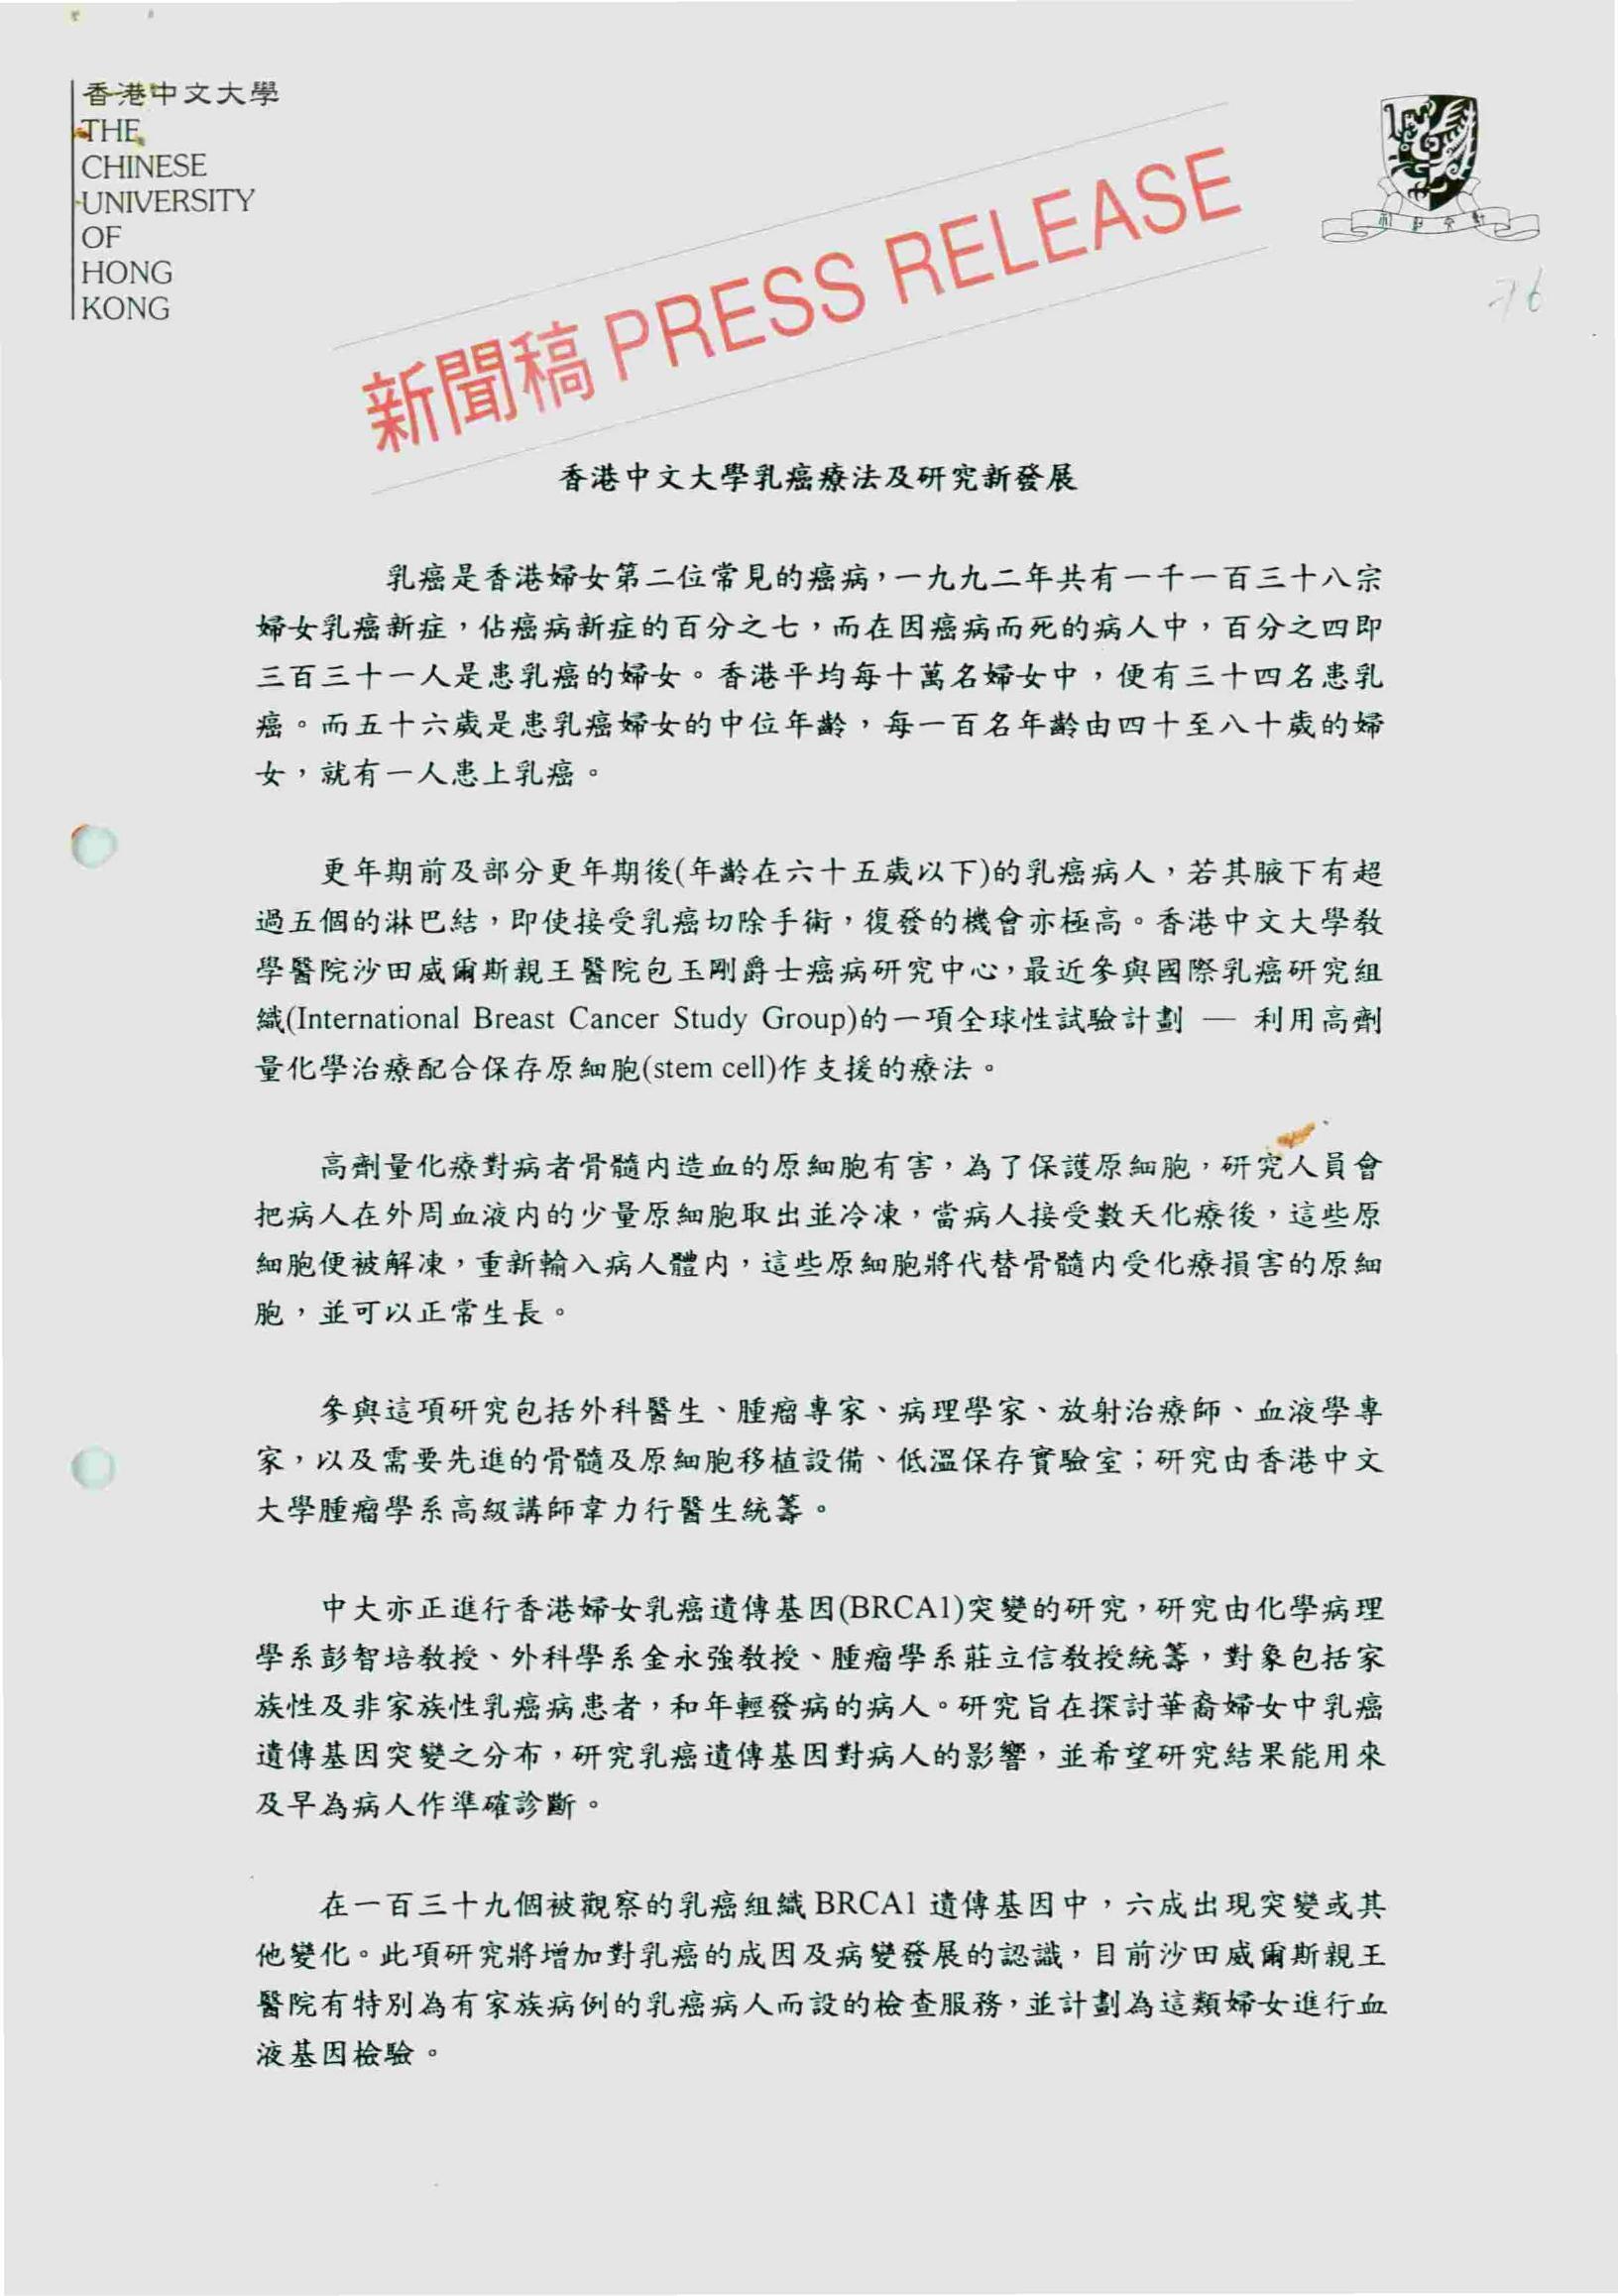 香港中文大學
THE
CHINESE
UNIVERSITY
OF
HONG
KONG
新聞稿 PRESS RELEASE
76
香港中文大學乳癌療法及研究新發展
乳癌是香港婦女第二位常見的癌病，一九九二年共有一千一百三十八宗
婦女乳癌新症，佔癌病新症的百分之七，而在因癌病而死的病人中，百分之四即
三百三十一人是患乳癌的婦女。香港平均每十萬名婦女中，便有三十四名患乳
癌。而五十六歲是患乳癌婦女的中位年齡，每一百名年齡由四十至八十歲的婦
女，就有一人患上乳癌。
更年期前及部分更年期後(年齡在六十五歲以下)的乳癌病人，若其腋下有超
過五個的淋巴結，即使接受乳癌切除手術，復發的機會亦極高。香港中文大學教
學醫院沙田威爾斯親王醫院包玉剛爵士癌病研究中心，最近參與國際乳癌研究組
織(International Breast Cancer Study Group)的一項全球性試驗計劃 — 利用高劑
量化學治療配合保存原細胞(stem cell)作支援的療法。
高劑量化療對病者骨髓內造血的原細胞有害，為了保護原細胞，研究人員會
把病人在外周血液內的少量原細胞取出並冷凍，當病人接受數天化療後，這些原
細胞便被解凍，重新輸入病人體內，這些原細胞將代替骨髓內受化療損害的原細
胞，並可以正常生長。
參與這項研究包括外科醫生、腫瘤專家、病理學家、放射治療師、血液學專
家，以及需要先進的骨髓及原細胞移植設備、低溫保存實驗室；研究由香港中文
大學腫瘤學系高級講師韋力行醫生統籌。
中大亦正進行香港婦女乳癌遺傳基因(BRCA1)突變的研究，研究由化學病理
學系彭智培教授、外科學系金永強教授、腫瘤學系莊立信教授統籌，對象包括家
族性及非家族性乳癌病患者，和年輕發病的病人。研究旨在探討華裔婦女中乳癌
遺傳基因突變之分布，研究乳癌遺傳基因對病人的影響，並希望研究結果能用來
及早為病人作準確診斷。
在一百三十九個被觀察的乳癌組織 BRCA1 遺傳基因中，六成出現突變或其
他變化。此項研究將增加對乳癌的成因及病變發展的認識，目前沙田威爾斯親王
醫院有特別為有家族病例的乳癌病人而設的檢查服務，並計劃為這類婦女進行血
液基因檢驗。